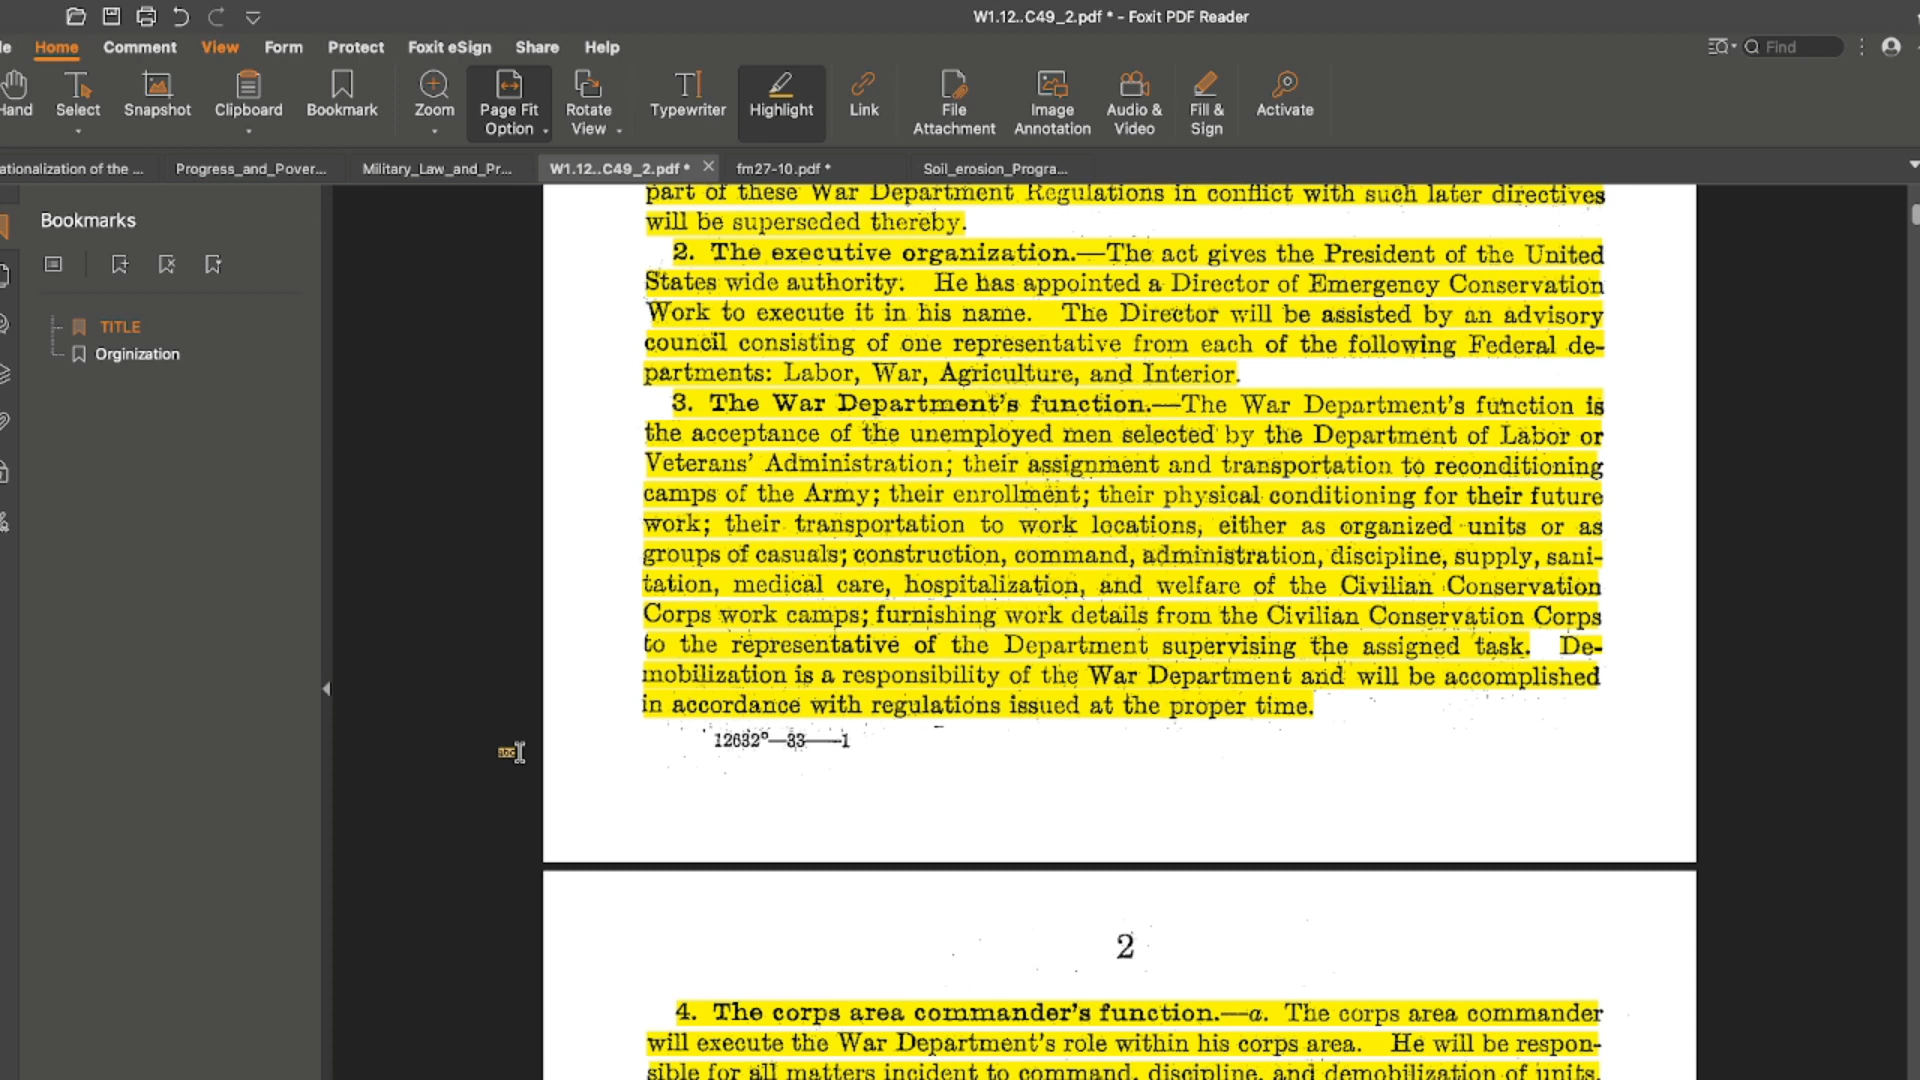 W1.12..C49_2.pdf * - Foxit PDF Reader
Home Comment View Form Protect Foxit eSign Share Help
Find
Hand Select Snapshot Clipboard Bookmark Zoom Page Fit Option Rotate View Typewriter Highlight Link File Attachment Image Annotation Audio & Video Fill & Sign Activate
ationalization of the ... Progress_and_Pover... Military_Law_and_Pr... W1.12..C49_2.pdf * fm27-10.pdf * Soil_erosion_Progra...
Bookmarks
TITLE
Orginization
part of these War Department Regulations in conflict with such later directives
will be superseded thereby.
2. The executive organization.—The act gives the President of the United
States wide authority. He has appointed a Director of Emergency Conservation
Work to execute it in his name. The Director will be assisted by an advisory
council consisting of one representative from each of the following Federal de-
partments: Labor, War, Agriculture, and Interior.
3. The War Department's function.—The War Department's function is
the acceptance of the unemployed men selected by the Department of Labor or
Veterans' Administration; their assignment and transportation to reconditioning
camps of the Army; their enrollment; their physical conditioning for their future
work; their transportation to work locations, either as organized units or as
groups of casuals; construction, command, administration, discipline, supply, sani-
tation, medical care, hospitalization, and welfare of the Civilian Conservation
Corps work camps; furnishing work details from the Civilian Conservation Corps
to the representative of the Department supervising the assigned task. De-
mobilization is a responsibility of the War Department and will be accomplished
in accordance with regulations issued at the proper time.
12632°—33——1
2
4. The corps area commander's function.—a. The corps area commander
will execute the War Department's role within his corps area. He will be respon-
sible for all matters incident to command, discipline, and demobilization of units,